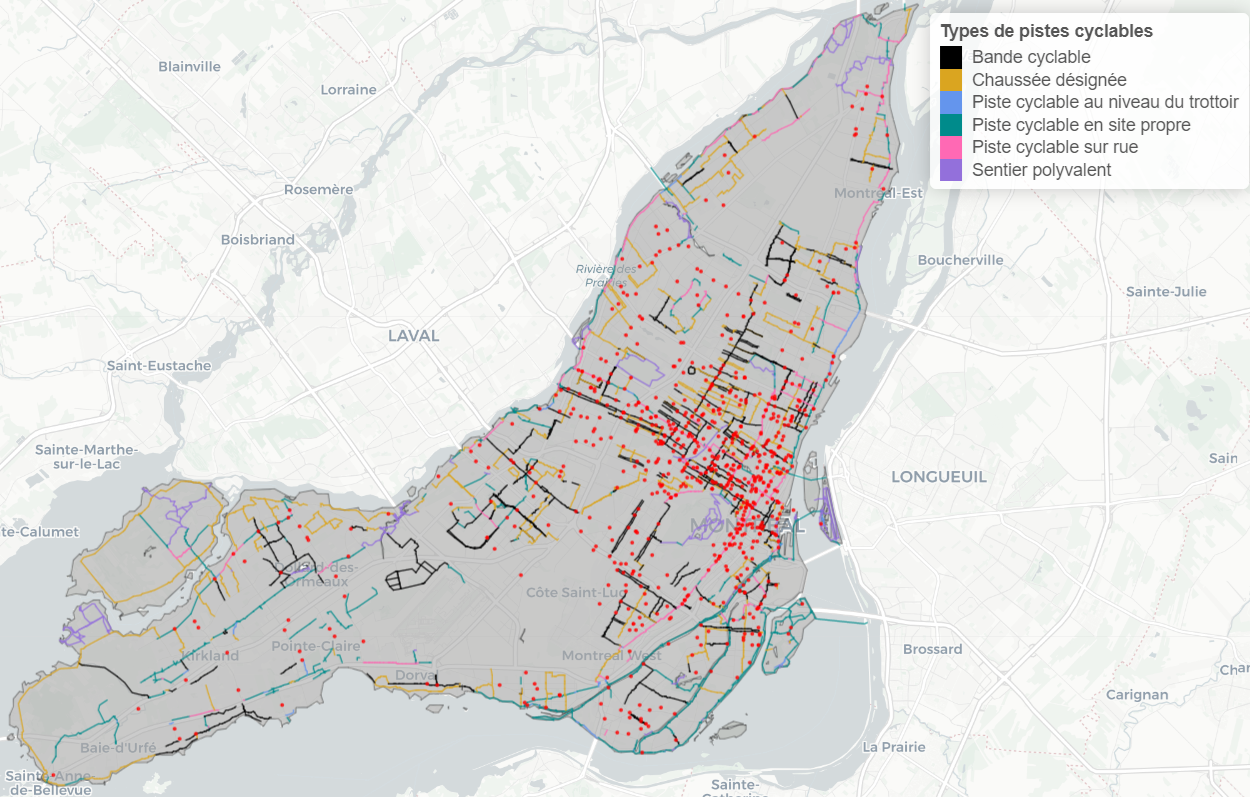 Types de pistes cyclables
Bande cyclable
Chaussée désignée
Piste cyclable au niveau du trottoir
Piste cyclable en site propre
Piste cyclable sur rue
Sentier polyvalent
Blainville
Lorraine
Rosemère
Montréal-Est
Boisbriand
Boucherville
Rivière des
Prairies
Sainte-Julie
LAVAL
Saint-Eustache
Sainte-Marthe-
sur-le-Lac
Sain
LONGUEUIL
te-Calumet
MONTRÉAL
Dollard-des-
Ormeaux
Côte Saint-Luc
Kirkland
Pointe-Claire
Montreal West
Brossard
Dorval
Char
Carignan
Baie-d'Urfé
La Prairie
Sainte-Anne-
de-Bellevue
Sainte-
Catherine